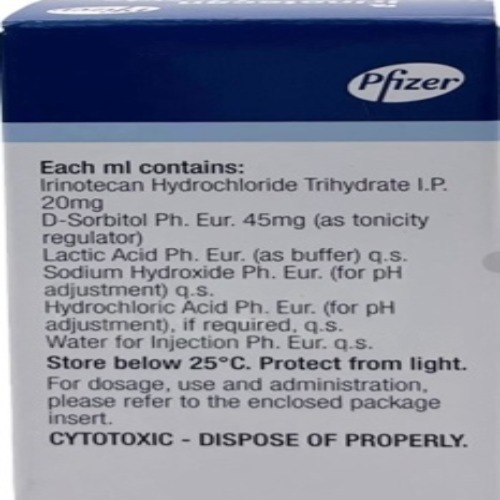 Pfizer
Each ml contains:
Irinotecan Hydrochloride Trihydrate I.P.
20mg
D-Sorbitol Ph. Eur. 45mg (as tonicity
regulator)
Lactic Acid Ph. Eur. (as buffer) q.s.
Sodium Hydroxide Ph. Eur. (for pH
adjustment) q.s.
Hydrochloric Acid Ph. Eur. (for pH
adjustment), if required, q.s.
Water for Injection Ph. Eur. q.s.
Store below 25°C. Protect from light.
For dosage, use and administration,
please refer to the enclosed package
insert.
CYTOTOXIC - DISPOSE OF PROPERLY.